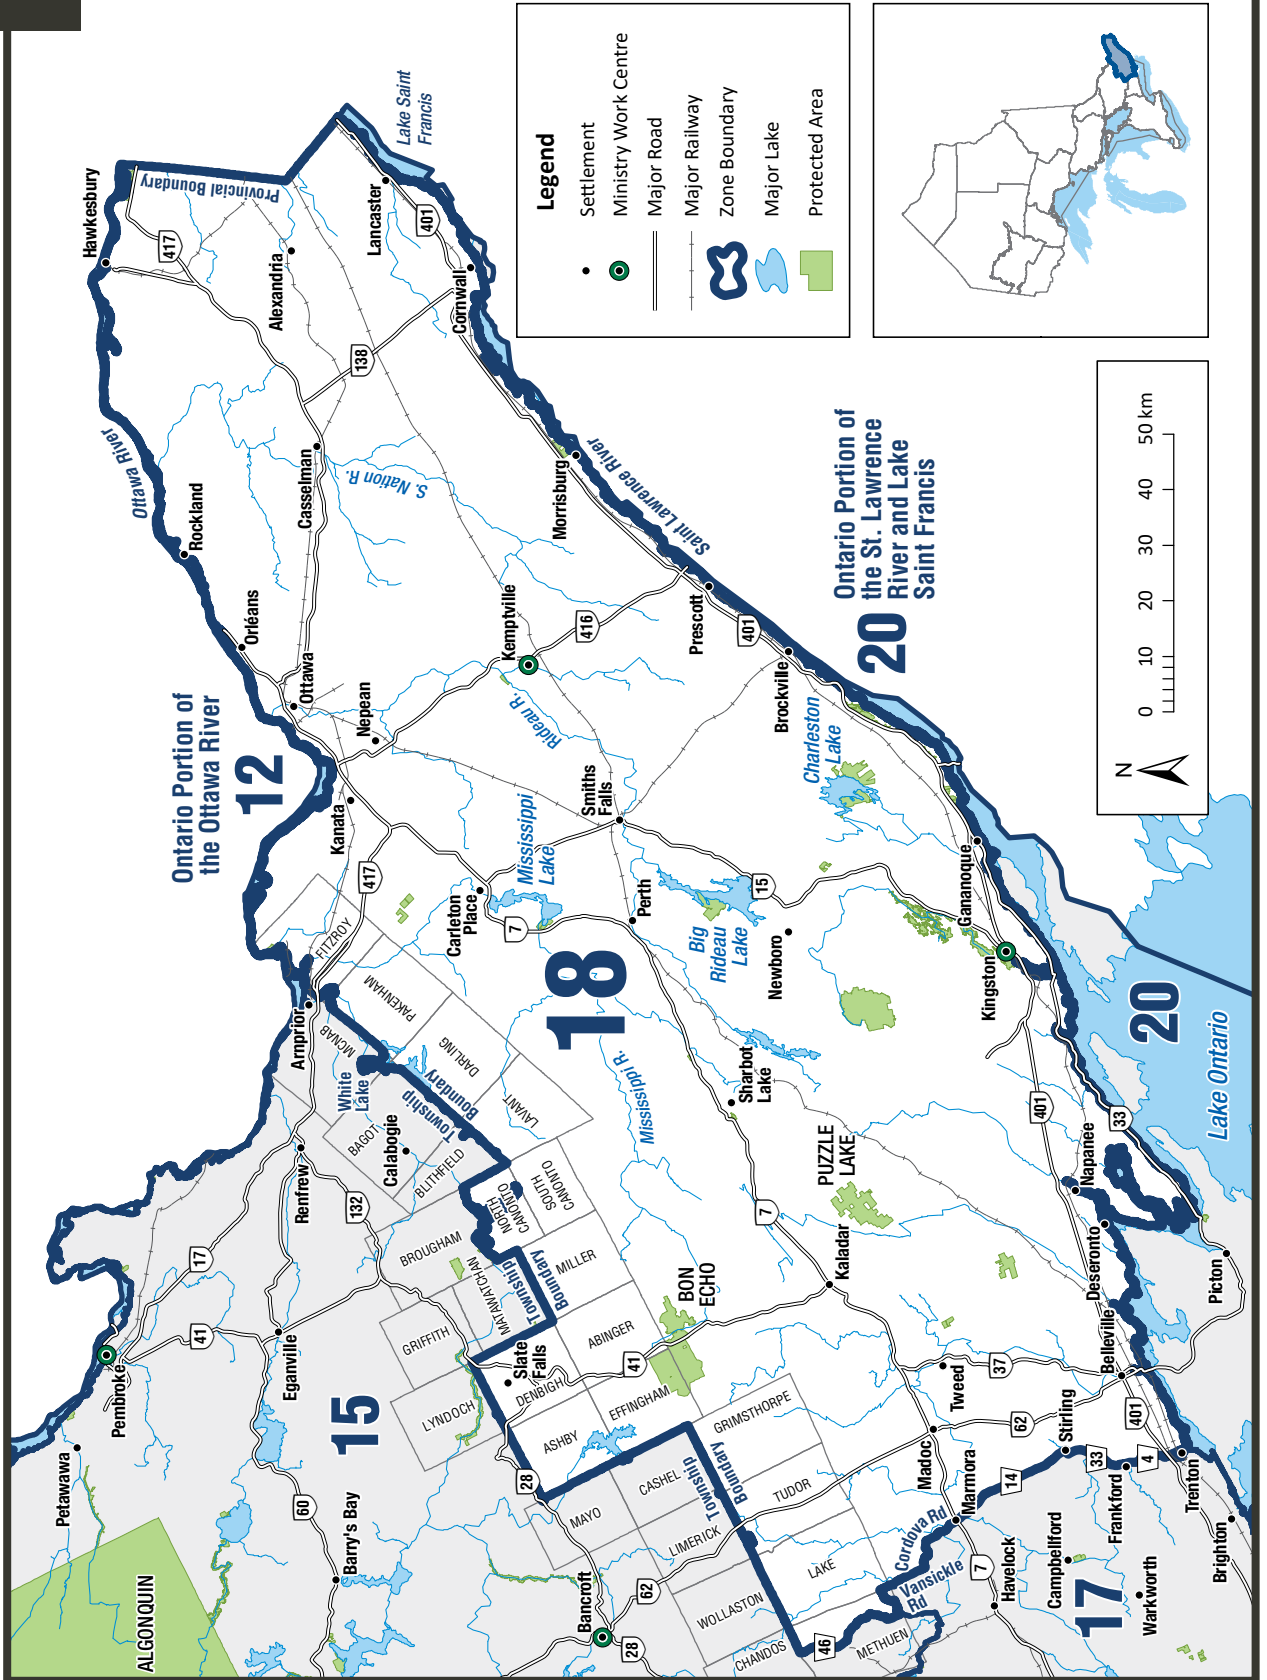 Hawkesbury
Provincial Boundary
417
Alexandria
Lancaster
401
Lake Saint
Francis
Cornwall
138
Ottawa River
Rockland
Casselman
S. Nation R.
Morrisburg
Saint Lawrence River
Orléans
Ottawa
Nepean
Kemptville
416
Prescott
401
Rideau R.
Brockville
Ontario Portion of
the Ottawa River
12
Ontario Portion of
the St. Lawrence
River and Lake
Saint Francis
20
Kanata
417
Smiths
Falls
Mississippi
Lake
Charleston
Lake
Carleton
Place
7
Perth
15
Big
Rideau
Lake
Newboro
Gananoque
Kingston
18
FITZROY
PAKENHAM
Arnprior
MCNAB
DARLING
White
Lake
Township
Boundary
LAVANT
BAGOT
Calabogie
BLITHFIELD
Mississippi R.
Sharbot
Lake
401
33
20
Lake Ontario
Napanee
PUZZLE
LAKE
7
Kaladar
Renfrew
132
BROUGHAM
NORTH
CANONTO
SOUTH
CANONTO
MATAWATCHAN
Township
Boundary
MILLER
BON
ECHO
Deseronto
Picton
17
41
Pembroke
Eganville
GRIFFITH
Slate
Falls
ABINGER
41
DENBIGH
LYNDOCH
ASHBY
EFFINGHAM
GRIMSTHORPE
Belleville
37
Tweed
62
401
Stirling
33
4
Trenton
Petawawa
15
28
60
Barry's Bay
MAYO
CASHEL
Township
Boundary
TUDOR
Madoc
Marmora
14
Frankford
LIMERICK
Bancroft
62
28
WOLLASTON
LAKE
Cordova Rd
Vansickle
Rd
7
Havelock
Campbellford
17
Warkworth
Brighton
CHANDOS
46
METHUEN
ALGONQUIN
Legend
Settlement
Ministry Work Centre
Major Road
Major Railway
Zone Boundary
Major Lake
Protected Area
N
0 10 20 30 40 50 km